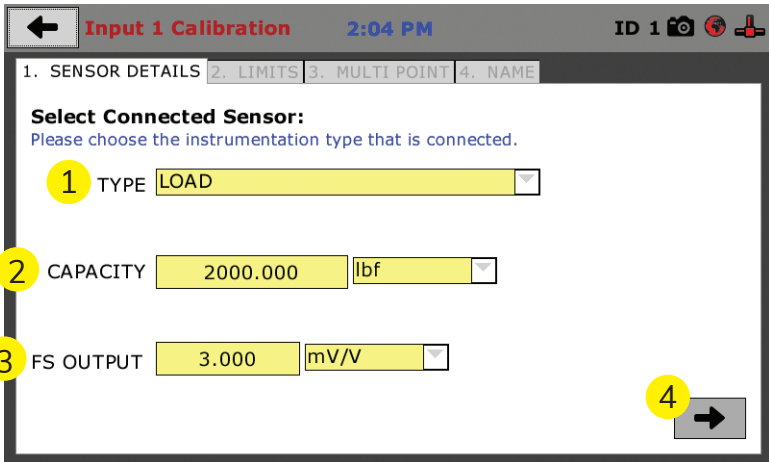 Input 1 Calibration 2:04 PM ID 1
1. SENSOR DETAILS 2. LIMITS 3. MULTI POINT 4. NAME
Select Connected Sensor:
Please choose the instrumentation type that is connected.
1 TYPE LOAD
2 CAPACITY 2000.000 lbf
3 FS OUTPUT 3.000 mV/V
4